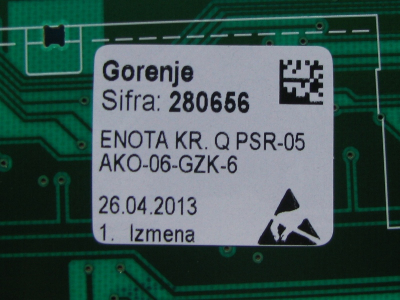 Gorenje
Sifra: 280656
ENOTA KR. Q PSR-05
AKO-06-GZK-6
26.04.2013
1. Izmena